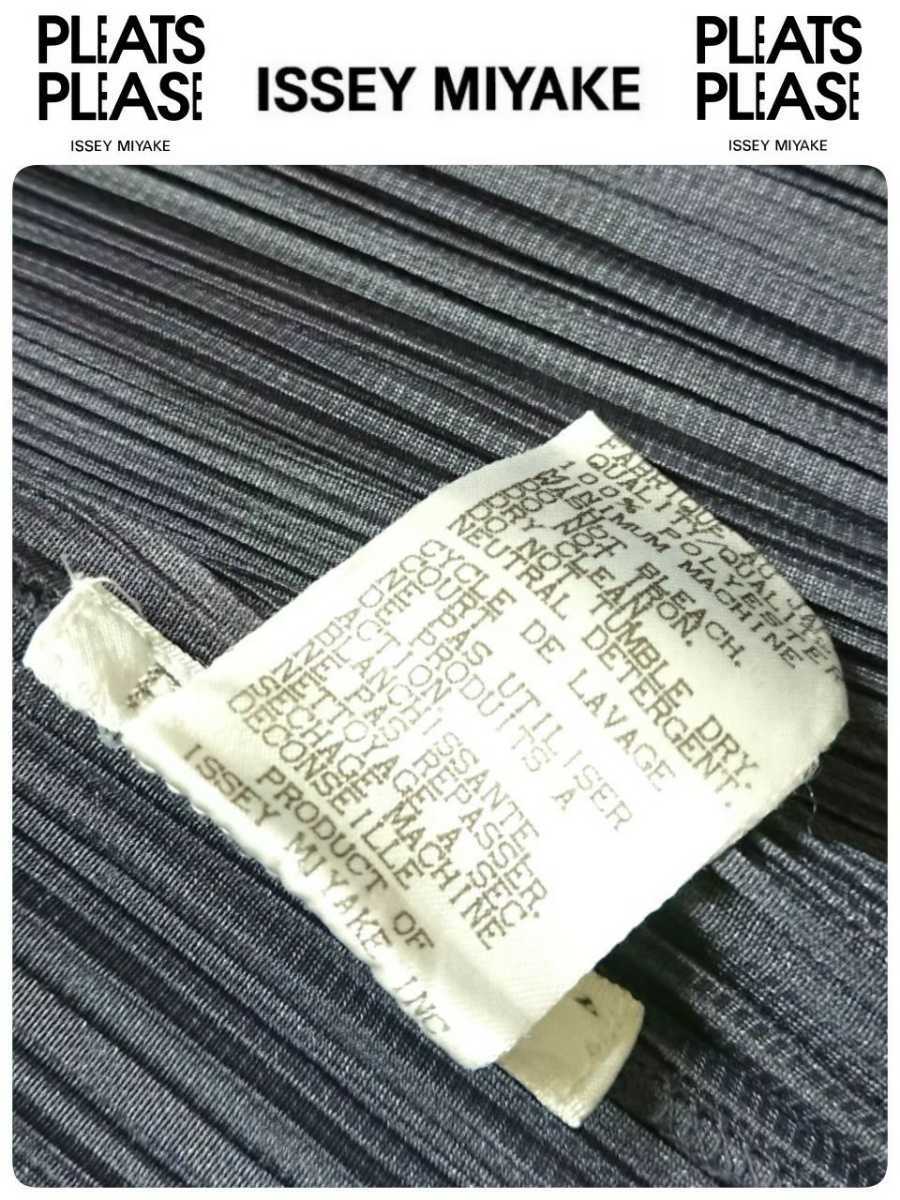 PLEATS
PLEASE
ISSEY MIYAKE
ISSEY MIYAKE
PLEATS
PLEASE
ISSEY MIYAKE
QUALITY/QUALITE
100% POLYESTER
MAXIMUM MACHINE
DO NOT BLEACH.
DO NOT IRON.
DRY CLEAN.
DO NOT TUMBLE DRY.
NEUTRAL DETERGENT.
CYCLE DE LAVAGE
COURT
NE PAS UTILISER
DE PRODUITS A
ACTION
BLANCHISSANTE
NE PAS REPASSER.
NETTOYAGE A SEC.
SECHAGE MACHINE
DECONSEILLE
PRODUCT OF
ISSEY MIYAKE INC